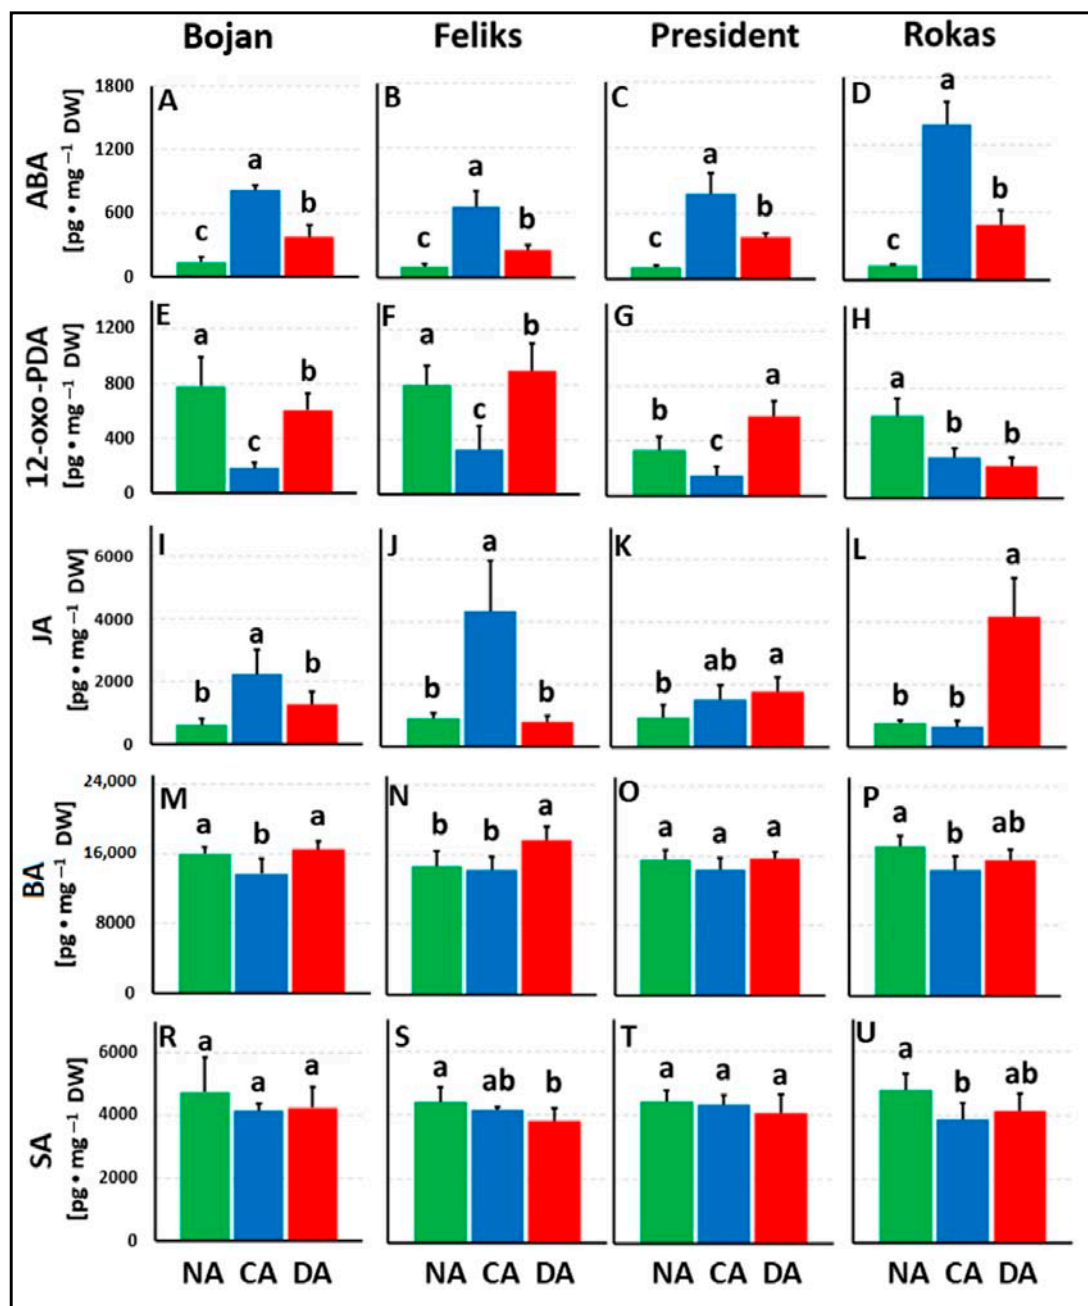 Bojan Feliks President Rokas
ABA
[pg • mg⁻¹ DW]
1800
1200
600
0
A B C D
c a b
c a b
c a b
c a b
12-oxo-PDA
[pg • mg⁻¹ DW]
1200
800
400
0
E F G H
a c b
a c b
b c a
a b b
JA
[pg • mg⁻¹ DW]
6000
4000
2000
0
I J K L
b a b
b a b
b ab a
b b a
BA
[pg • mg⁻¹ DW]
24,000
16,000
8000
0
M N O P
a b a
b b a
a a a
a b ab
SA
[pg • mg⁻¹ DW]
6000
4000
2000
0
R S T U
a a a
a ab b
a a a
a b ab
NA CA DA NA CA DA NA CA DA NA CA DA